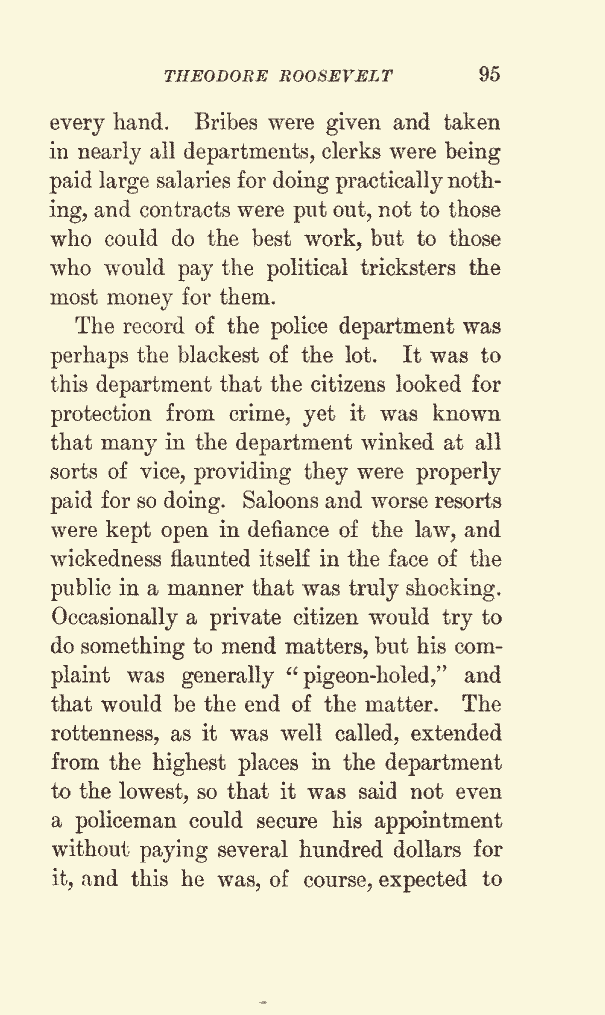 THEODORE ROOSEVELT 95
every hand. Bribes were given and taken
in nearly all departments, clerks were being
paid large salaries for doing practically noth-
ing, and contracts were put out, not to those
who could do the best work, but to those
who would pay the political tricksters the
most money for them.
The record of the police department was
perhaps the blackest of the lot. It was to
this department that the citizens looked for
protection from crime, yet it was known
that many in the department winked at all
sorts of vice, providing they were properly
paid for so doing. Saloons and worse resorts
were kept open in defiance of the law, and
wickedness flaunted itself in the face of the
public in a manner that was truly shocking.
Occasionally a private citizen would try to
do something to mend matters, but his com-
plaint was generally “pigeon-holed,” and
that would be the end of the matter. The
rottenness, as it was well called, extended
from the highest places in the department
to the lowest, so that it was said not even
a policeman could secure his appointment
without paying several hundred dollars for
it, and this he was, of course, expected to